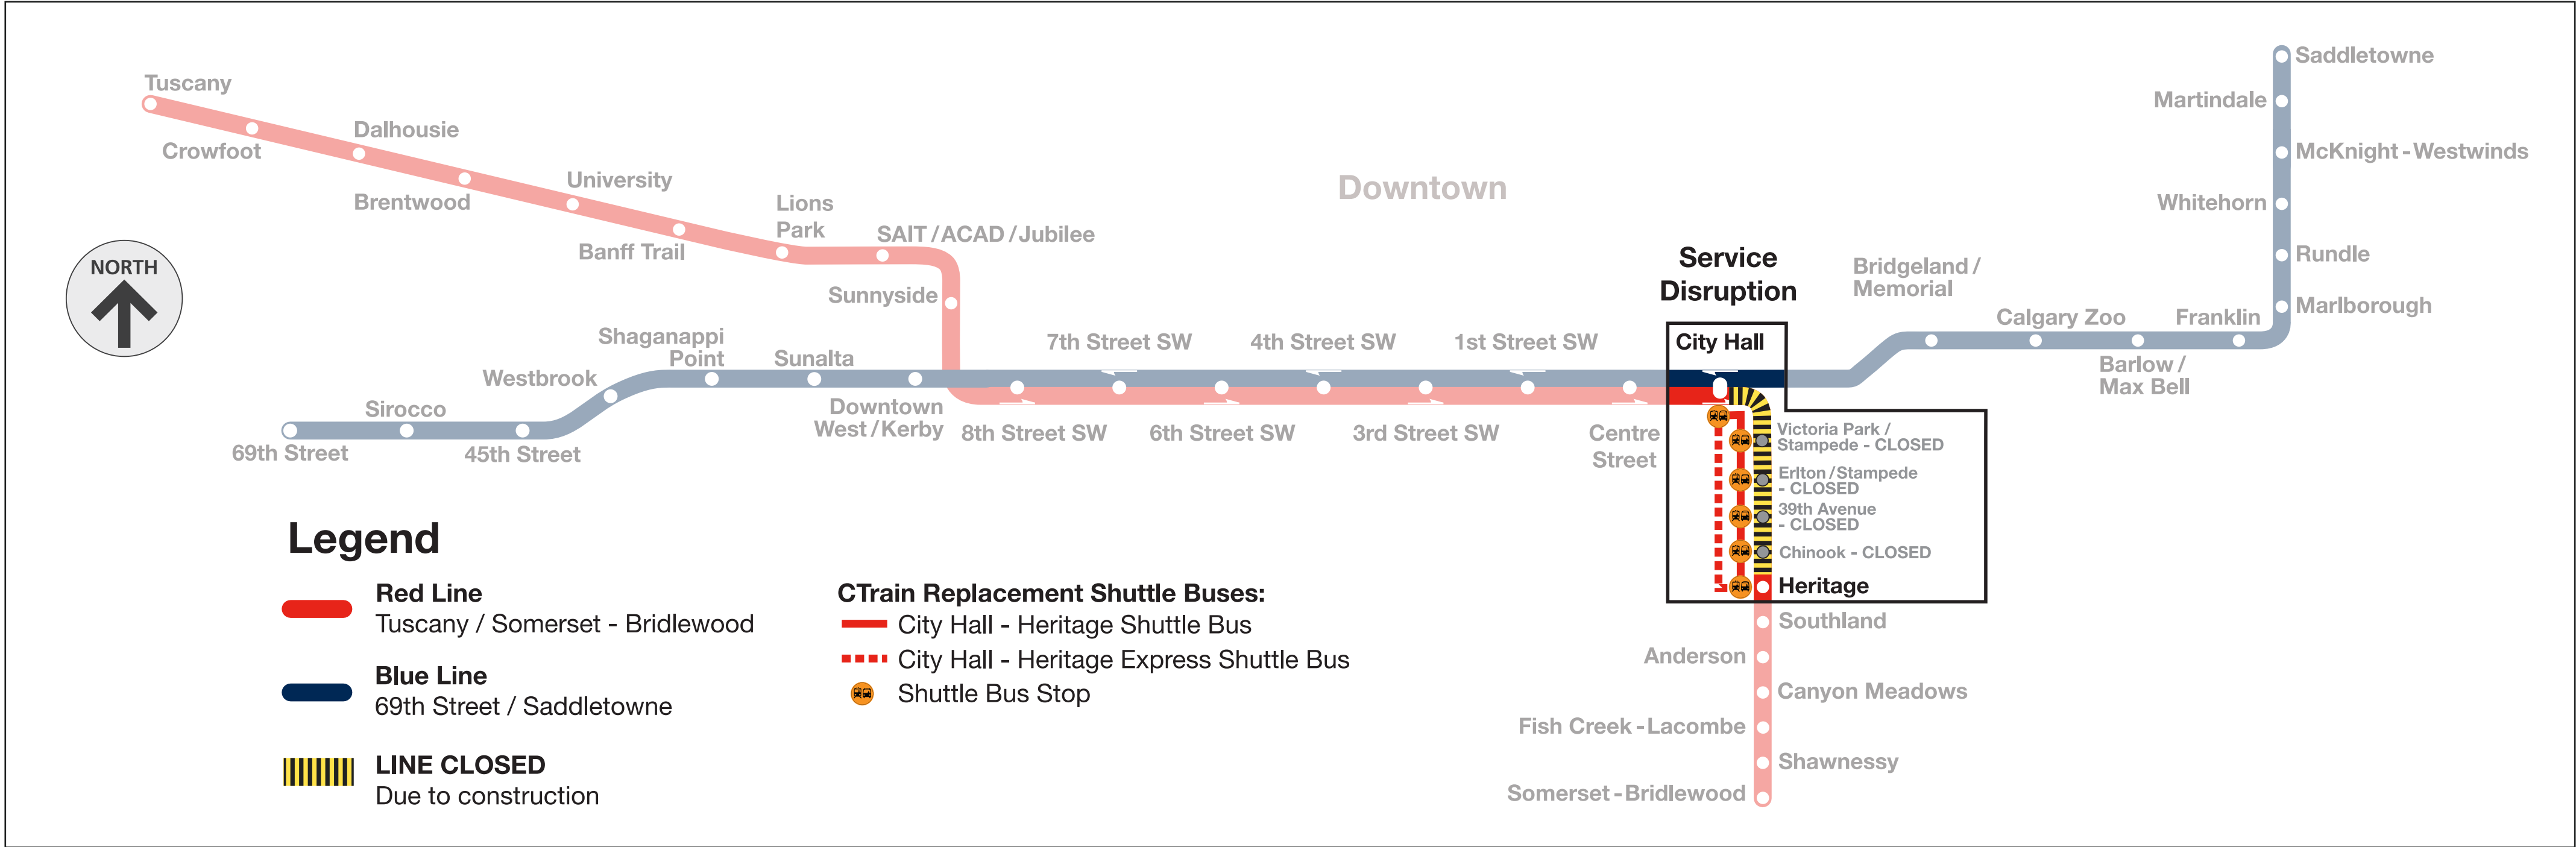 Tuscany
Crowfoot
Dalhousie
Brentwood
University
Banff Trail
Lions
Park
SAIT/ACAD/Jubilee
Sunnyside
NORTH
Downtown
Service
Disruption
City Hall
Saddletowne
Martindale
McKnight-Westwinds
Whitehorn
Rundle
Marlborough
Franklin
Barlow/
Max Bell
Calgary Zoo
Bridgeland/
Memorial
69th Street
Sirocco
45th Street
Westbrook
Shaganappi
Point
Sunalta
Downtown
West/Kerby
8th Street SW
7th Street SW
6th Street SW
4th Street SW
3rd Street SW
1st Street SW
Centre
Street
Victoria Park /
Stampede - CLOSED
Erlton/Stampede
- CLOSED
39th Avenue
- CLOSED
Chinook - CLOSED
Heritage
Southland
Anderson
Canyon Meadows
Fish Creek-Lacombe
Shawnessy
Somerset-Bridlewood
Legend
Red Line
Tuscany / Somerset - Bridlewood
Blue Line
69th Street / Saddletowne
LINE CLOSED
Due to construction
CTrain Replacement Shuttle Buses:
City Hall - Heritage Shuttle Bus
City Hall - Heritage Express Shuttle Bus
Shuttle Bus Stop